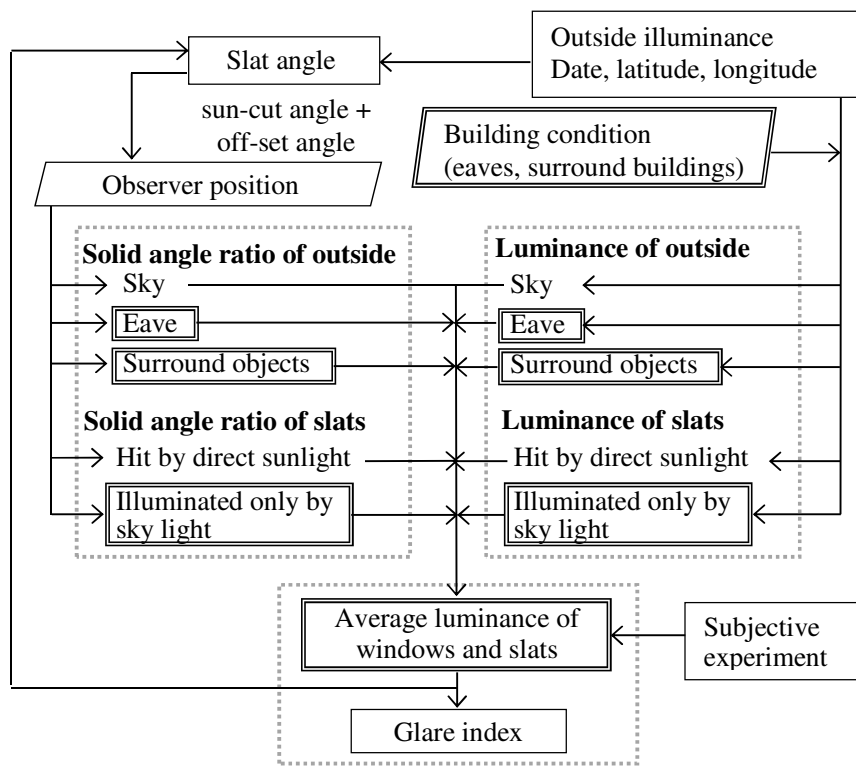 Outside illuminance
Date, latitude, longitude
Slat angle
sun-cut angle +
off-set angle
Building condition
(eaves, surround buildings)
Observer position
Solid angle ratio of outside
Sky
Eave
Surround objects
Solid angle ratio of slats
Hit by direct sunlight
Illuminated only by
sky light
Luminance of outside
Sky
Eave
Surround objects
Luminance of slats
Hit by direct sunlight
Illuminated only by
sky light
Average luminance of
windows and slats
Subjective
experiment
Glare index